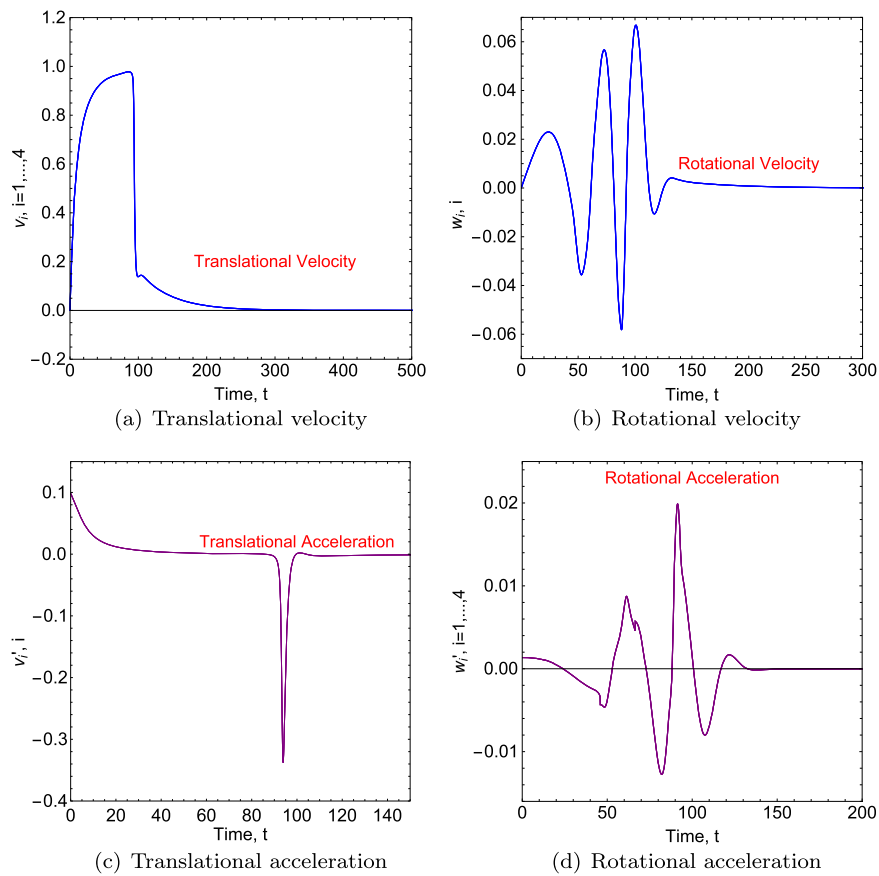 1.2
1.0
0.8
0.6
0.4
0.2
0.0
−0.2
v_i, i=1,...,4
Translational Velocity
0 100 200 300 400 500
Time, t
(a) Translational velocity
0.06
0.04
0.02
0.00
−0.02
−0.04
−0.06
w_i, i
Rotational Velocity
0 50 100 150 200 250 300
Time, t
(b) Rotational velocity
0.1
0.0
−0.1
−0.2
−0.3
−0.4
v_i', i
Translational Acceleration
0 20 40 60 80 100 120 140
Time, t
(c) Translational acceleration
0.02
0.01
0.00
−0.01
w_i', i=1,...,4
Rotational Acceleration
0 50 100 150 200
Time, t
(d) Rotational acceleration